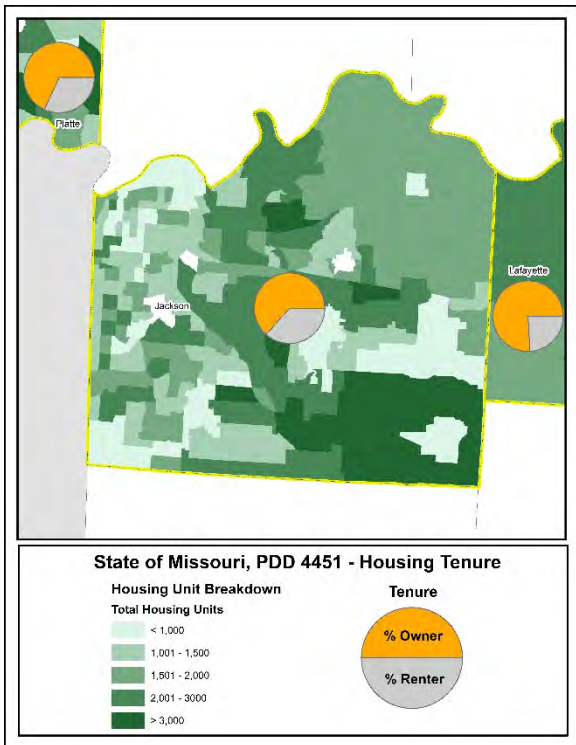 Platte
Lafayette
Jackson
State of Missouri, PDD 4451 - Housing Tenure
Housing Unit Breakdown
Total Housing Units
< 1,000
1,001 - 1,500
1,501 - 2,000
2,001 - 3000
> 3,000
Tenure
% Owner
% Renter